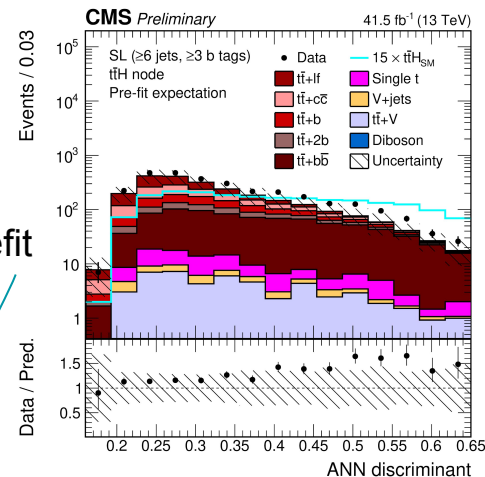 CMS Preliminary 41.5 fb⁻¹ (13 TeV)
Events / 0.03
10⁵
10⁴
10³
10²
10
1
SL (≥6 jets, ≥3 b tags)
tt̄H node
Pre-fit expectation
Data
15 × tt̄H_SM
tt̄+lf
Single t
tt̄+cc̄
V+jets
tt̄+b
tt̄+V
tt̄+2b
Diboson
tt̄+bb̄
Uncertainty
efit
Data / Pred.
1.5
1
0.5
0.2 0.25 0.3 0.35 0.4 0.45 0.5 0.55 0.6 0.65
ANN discriminant